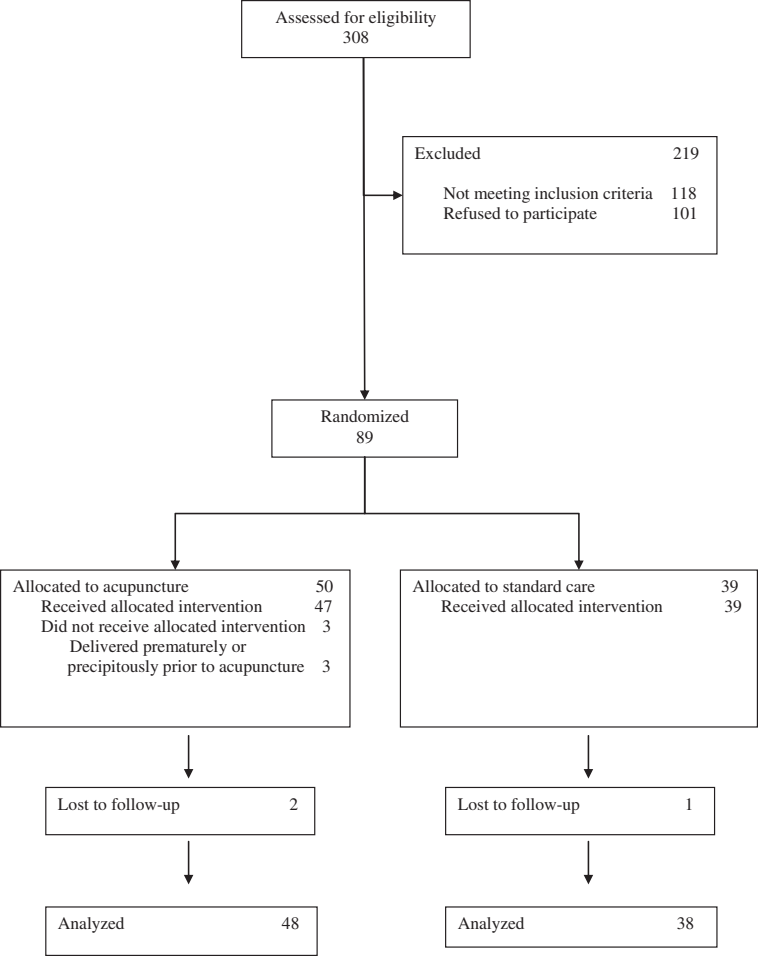 Assessed for eligibility
308
Excluded 219
Not meeting inclusion criteria 118
Refused to participate 101
Randomized
89
Allocated to acupuncture 50
Received allocated intervention 47
Did not receive allocated intervention 3
Delivered prematurely or
precipitously prior to acupuncture 3
Allocated to standard care 39
Received allocated intervention 39
Lost to follow-up 2
Lost to follow-up 1
Analyzed 48
Analyzed 38